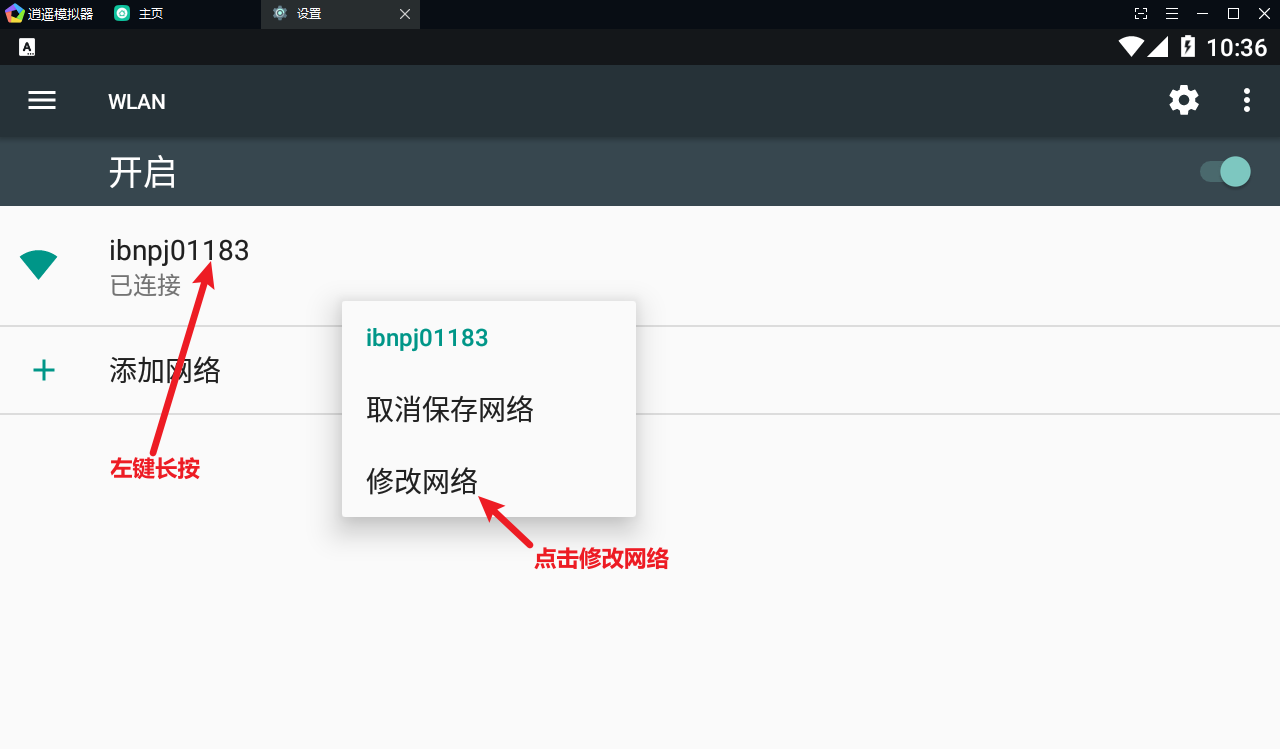 逍遥模拟器
主页
设置
A
10:36
WLAN
开启
ibnpj01183
已连接
ibnpj01183
添加网络
取消保存网络
左键长按
修改网络
点击修改网络